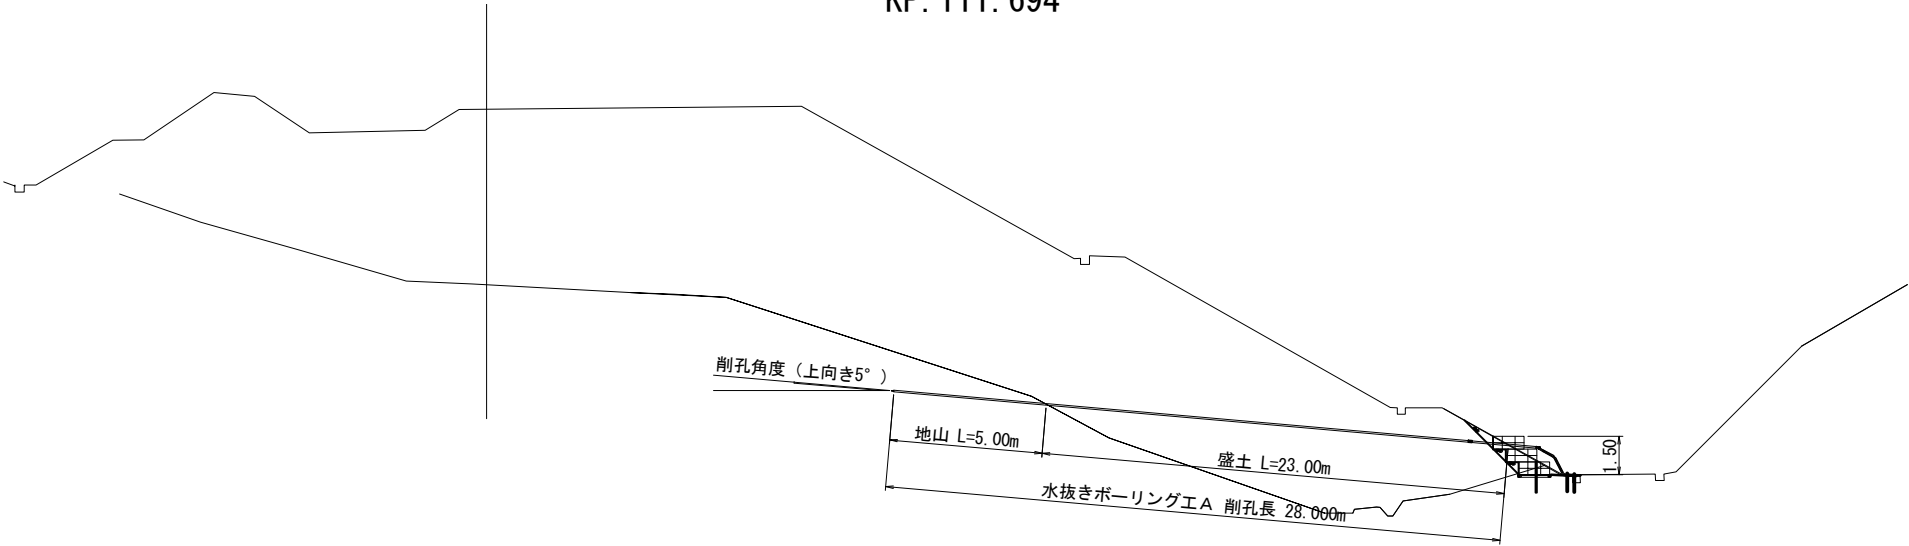 KP. 111. 694
削孔角度（上向き5°）
地山 L=5.00m
盛土 L=23.00m
1.50
水抜きボーリング工A 削孔長 28.000m